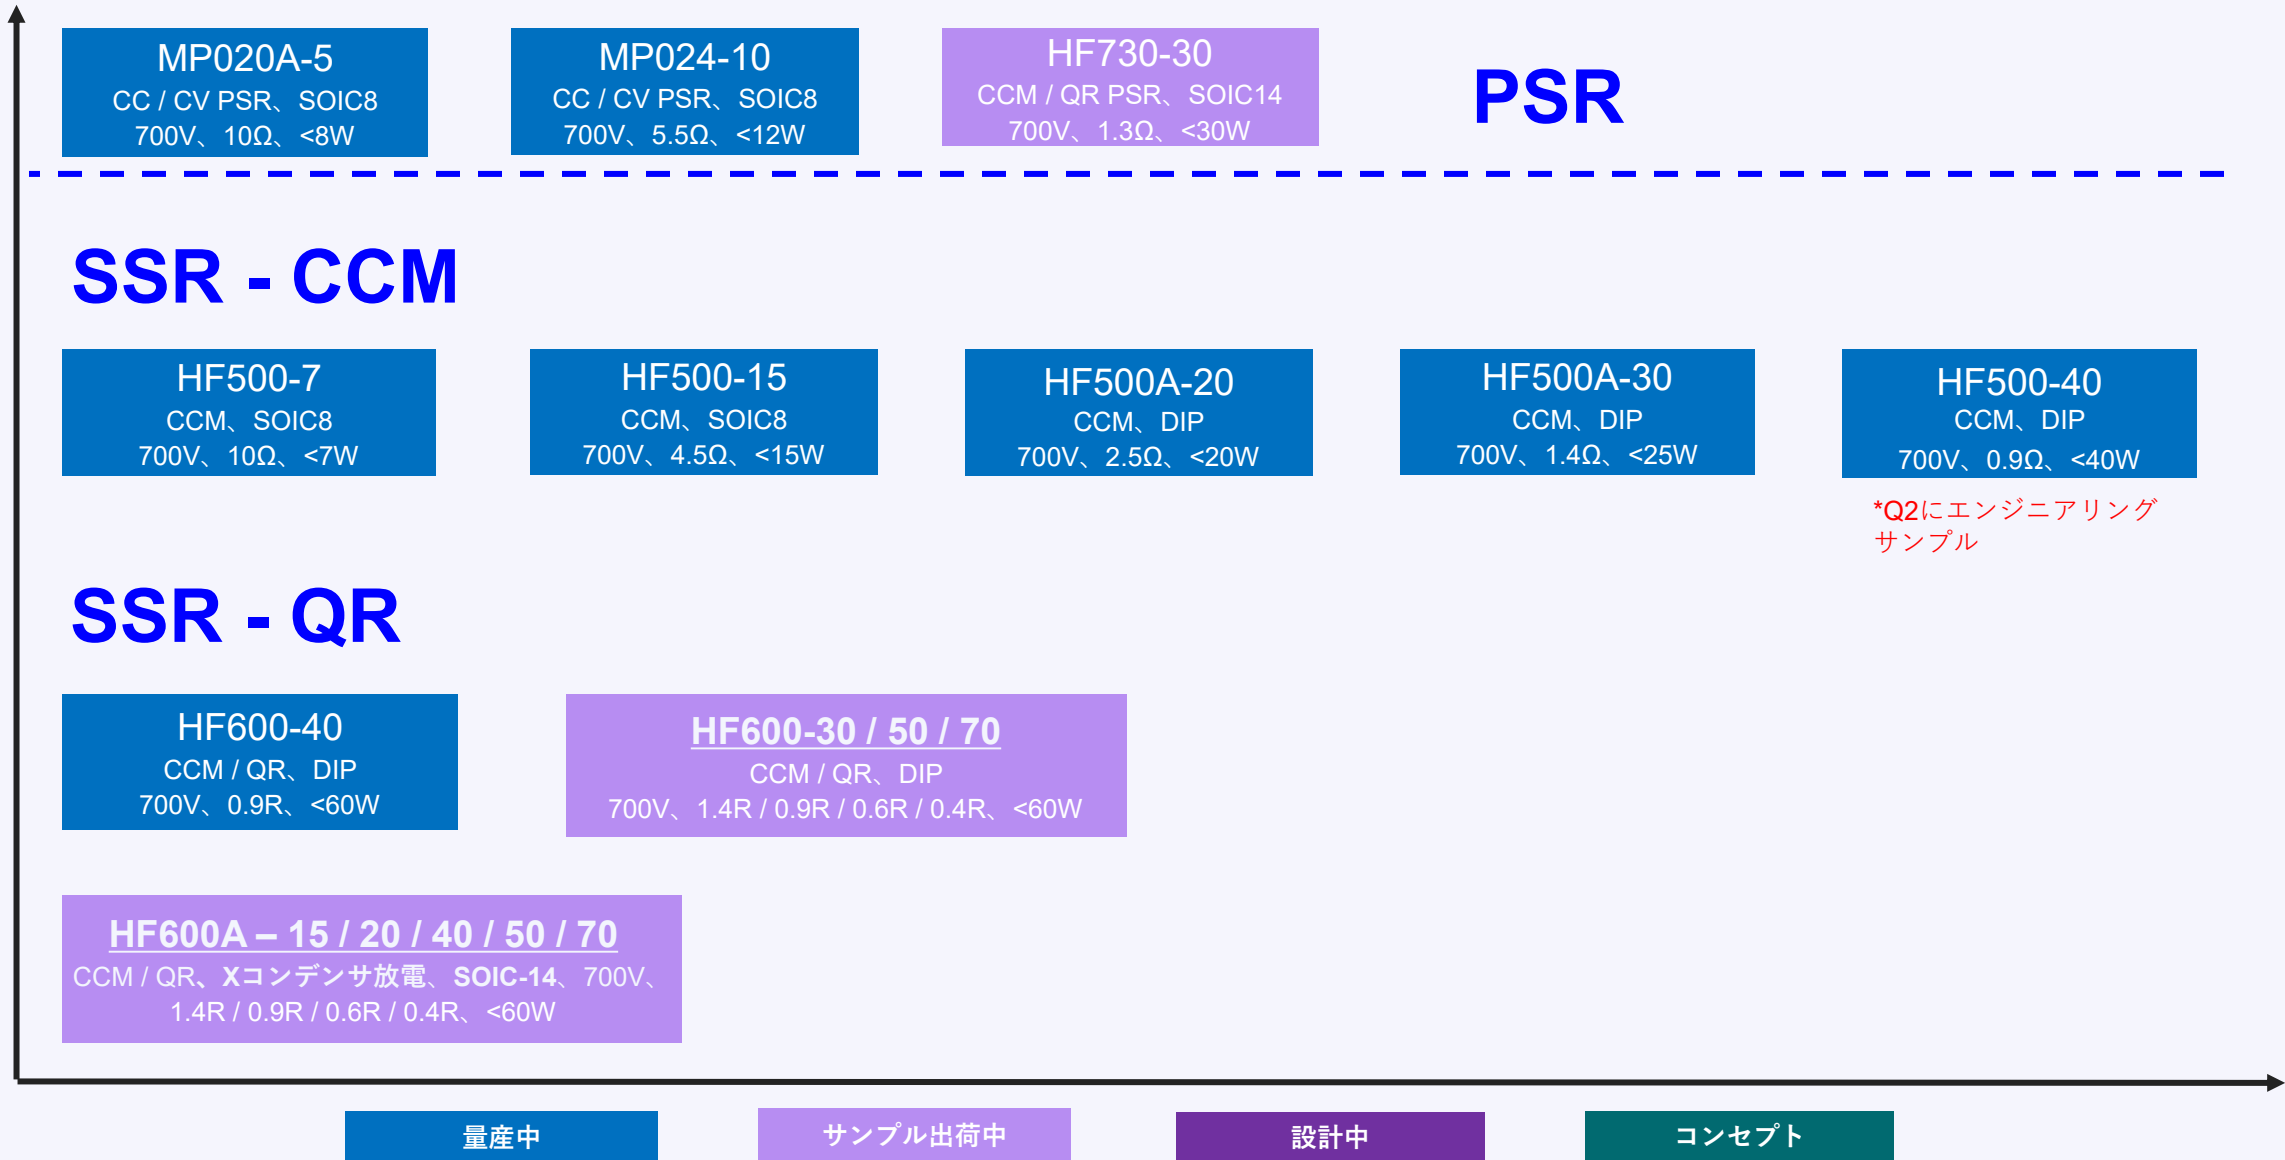 MP020A-5
CC / CV PSR、SOIC8
700V、10Ω、<8W
MP024-10
CC / CV PSR、SOIC8
700V、5.5Ω、<12W
HF730-30
CCM / QR PSR、SOIC14
700V、1.3Ω、<30W
PSR
SSR - CCM
HF500-7
CCM、SOIC8
700V、10Ω、<7W
HF500-15
CCM、SOIC8
700V、4.5Ω、<15W
HF500A-20
CCM、DIP
700V、2.5Ω、<20W
HF500A-30
CCM、DIP
700V、1.4Ω、<25W
HF500-40
CCM、DIP
700V、0.9Ω、<40W
*Q2にエンジニアリング
サンプル
SSR - QR
HF600-40
CCM / QR、DIP
700V、0.9R、<60W
HF600-30 / 50 / 70
CCM / QR、DIP
700V、1.4R / 0.9R / 0.6R / 0.4R、<60W
HF600A – 15 / 20 / 40 / 50 / 70
CCM / QR、Xコンデンサ放電、SOIC-14、700V、
1.4R / 0.9R / 0.6R / 0.4R、<60W
量産中
サンプル出荷中
設計中
コンセプト